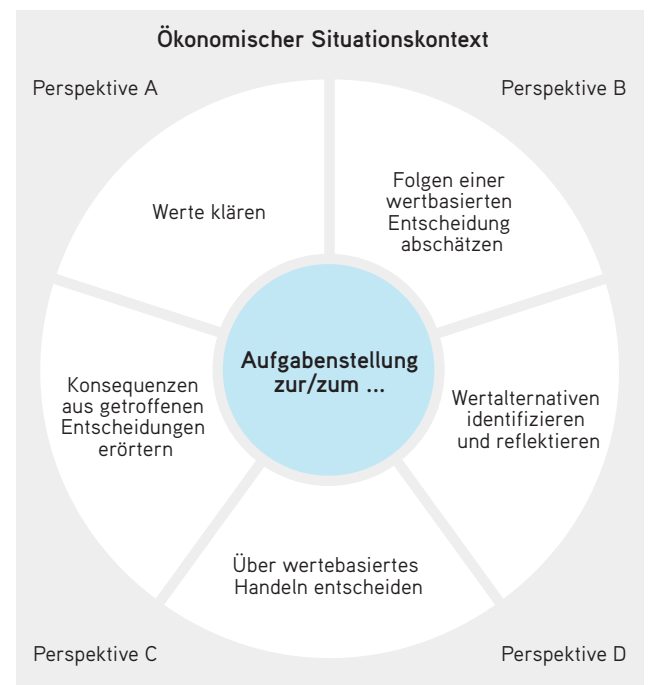 Ökonomischer Situationskontext
Perspektive A
Perspektive B
Werte klären
Folgen einer
wertbasierten
Entscheidung
abschätzen
Aufgabenstellung
zur/zum ...
Konsequenzen
aus getroffenen
Entscheidungen
erörtern
Wertalternativen
identifizieren
und reflektieren
Über wertebasiertes
Handeln entscheiden
Perspektive C
Perspektive D